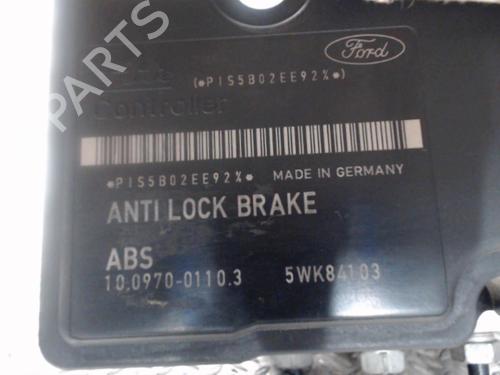 Ford
(*PIS5B02EE92%*)
Controller
*PIS5B02EE92%* MADE IN GERMANY
ANTI LOCK BRAKE
ABS
10.0970-0110.3 5WK84103
PARTS